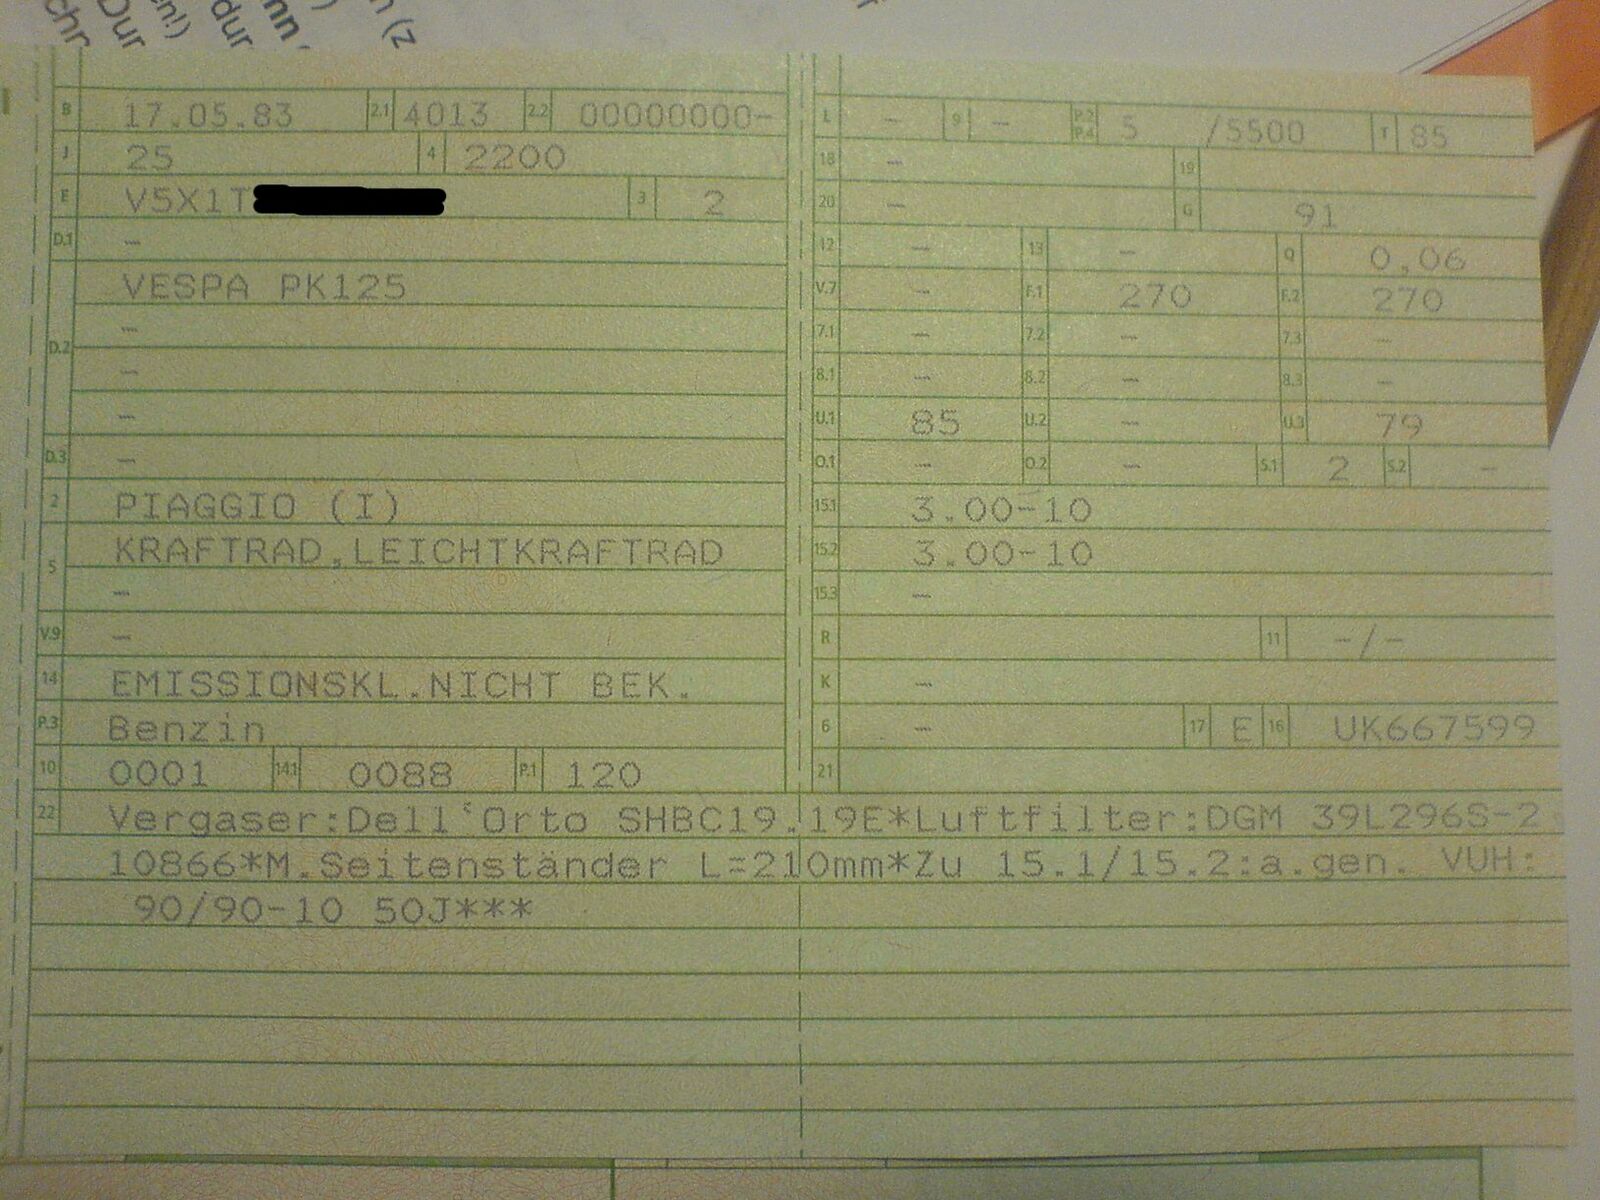 chr
Dur
en!)
dur
nn
n (z
B 17.05.83 2.1 4013 2.2 00000000-
J 25 4 2200
E V5X1T 3 2
D.1 -
VESPA PK125
-
D.2
-
-
D.3 -
2 PIAGGIO (I)
KRAFTRAD.LEICHTKRAFTRAD
5
-
V.9 -
14 EMISSIONSKL.NICHT BEK.
P.3 Benzin
10 0001 14.1 0088 P.1 120
L - 9 - P.2 P.4 5 /5500 T 85
18 - 19
20 - G 91
12 - 13 - Q 0,06
V.7 - F.1 270 F.2 270
7.1 - 7.2 - 7.3 -
8.1 - 8.2 - 8.3 -
U.1 85 U.2 - U.3 79
O.1 - O.2 - S.1 2 S.2 -
15.1 3.00-10
15.2 3.00-10
15.3 -
R 11 -/-
K -
6 - 17 E 16 UK667599
21
22 Vergaser:Dell'Orto SHBC19.19E*Luftfilter:DGM 39L296S-2
10866*M.Seitenständer L=210mm*Zu 15.1/15.2:a.gen. VUH:
90/90-10 50J***